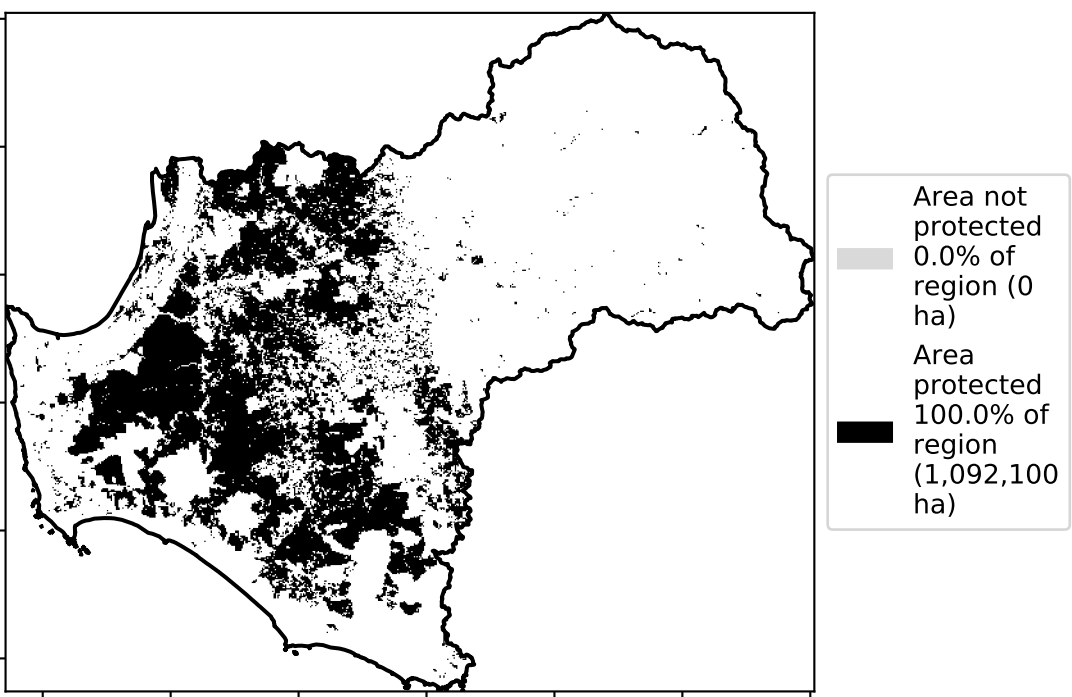 Area not
protected
0.0% of
region (0
ha)
Area
protected
100.0% of
region
(1,092,100
ha)